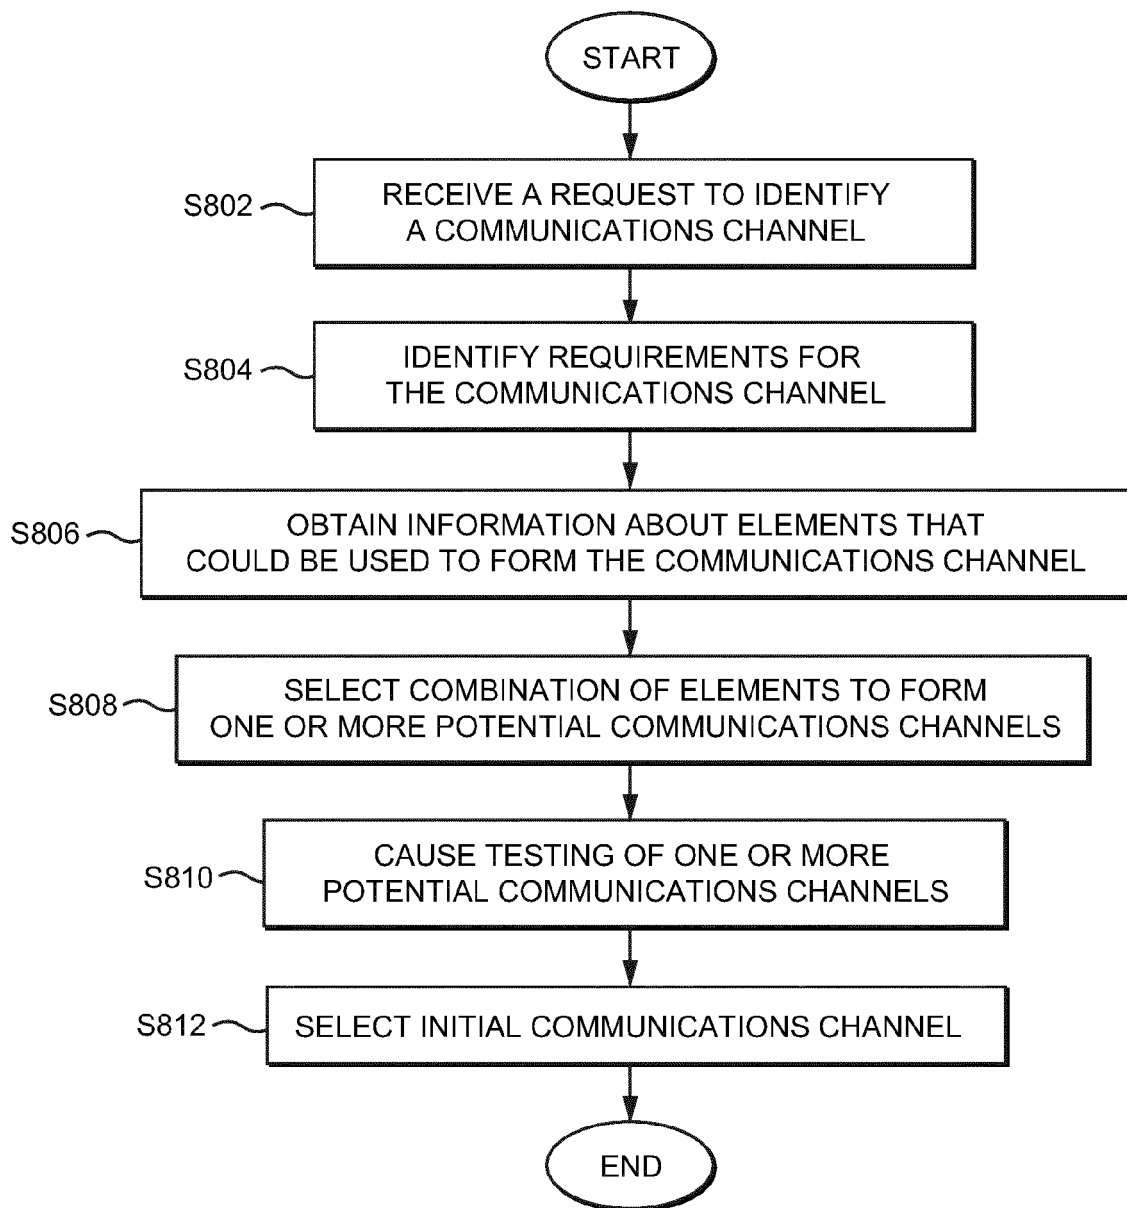 START
S802
RECEIVE A REQUEST TO IDENTIFY
A COMMUNICATIONS CHANNEL
S804
IDENTIFY REQUIREMENTS FOR
THE COMMUNICATIONS CHANNEL
S806
OBTAIN INFORMATION ABOUT ELEMENTS THAT
COULD BE USED TO FORM THE COMMUNICATIONS CHANNEL
S808
SELECT COMBINATION OF ELEMENTS TO FORM
ONE OR MORE POTENTIAL COMMUNICATIONS CHANNELS
S810
CAUSE TESTING OF ONE OR MORE
POTENTIAL COMMUNICATIONS CHANNELS
S812
SELECT INITIAL COMMUNICATIONS CHANNEL
END